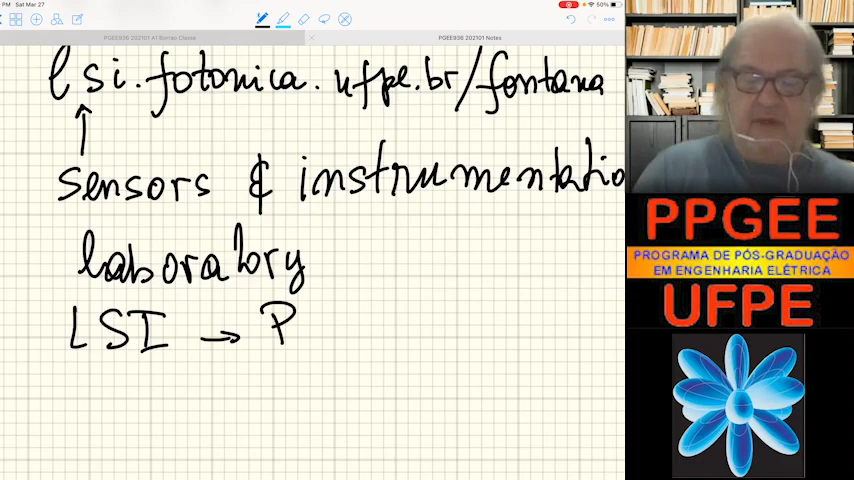 PM Sat Mar 27
50%
PGEE936 202101 A1 Borrao Classe
PGEE936 202101 Notes
lsi.fotonica.ufpe.br/fontana
sensors & instrumentatio
laboratory
LSI → P
PPGEE
PROGRAMA DE PÓS-GRADUAÇÃO
EM ENGENHARIA ELÉTRICA
UFPE